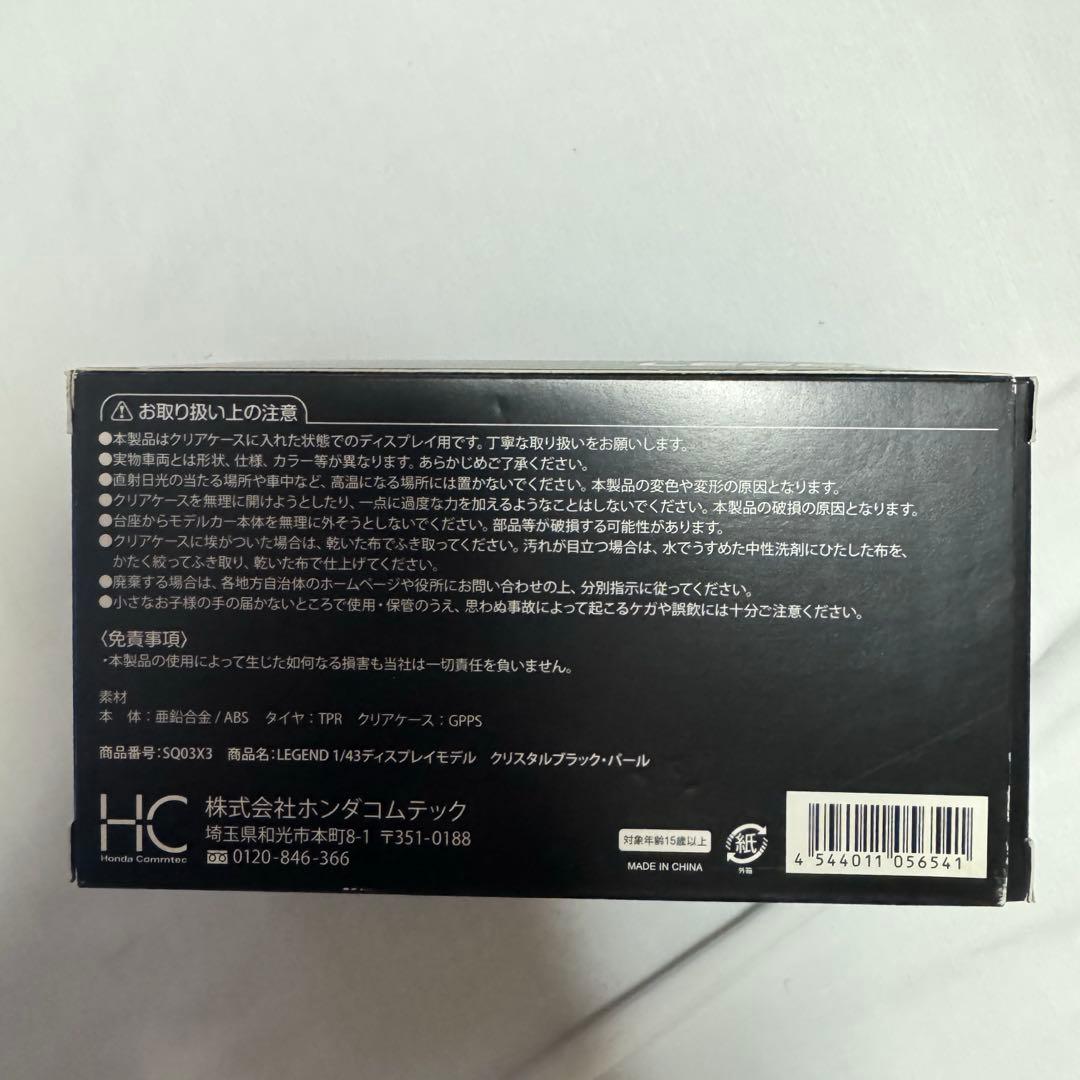 ⚠ お取り扱い上の注意
●本製品はクリアケースに入れた状態でのディスプレイ用です。丁寧な取り扱いをお願いします。
●実物車両とは形状、仕様、カラー等が異なります。あらかじめご了承ください。
●直射日光の当たる場所や車中など、高温になる場所には置かないでください。本製品の変色や変形の原因となります。
●クリアケースを無理に開けようとしたり、一点に過度な力を加えるようなことはしないでください。本製品の破損の原因となります。
●台座からモデルカー本体を無理に外そうとしないでください。部品等が破損する可能性があります。
●クリアケースに埃がついた場合は、乾いた布でふき取ってください。汚れが目立つ場合は、水でうすめた中性洗剤にひたした布を、
かたく絞ってふき取り、乾いた布で仕上げてください。
●廃棄する場合は、各地方自治体のホームページや役所にお問い合わせの上、分別指示に従ってください。
●小さなお子様の手の届かないところで使用・保管のうえ、思わぬ事故によって起こるケガや誤飲には十分ご注意ください。
〈免責事項〉
・本製品の使用によって生じた如何なる損害も当社は一切責任を負いません。
素材
本　体：亜鉛合金/ABS　タイヤ：TPR　クリアケース：GPPS
商品番号：SQ03X3　商品名：LEGEND 1/43ディスプレイモデル　クリスタルブラック・パール
HC
Honda Commtec
株式会社ホンダコムテック
埼玉県和光市本町8-1 〒351-0188
0120-846-366
対象年齢15歳以上
MADE IN CHINA
紙
外箱
4 544011 056541